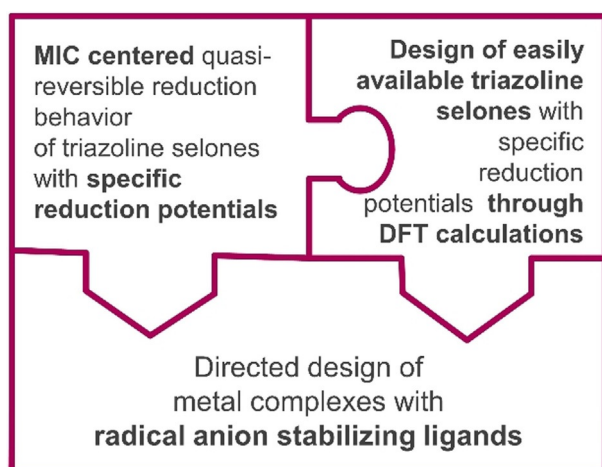 MIC centered quasi-
reversible reduction
behavior
of triazoline selones
with specific
reduction potentials
Design of easily
available triazoline
selones with
specific
reduction
potentials through
DFT calculations
Directed design of
metal complexes with
radical anion stabilizing ligands